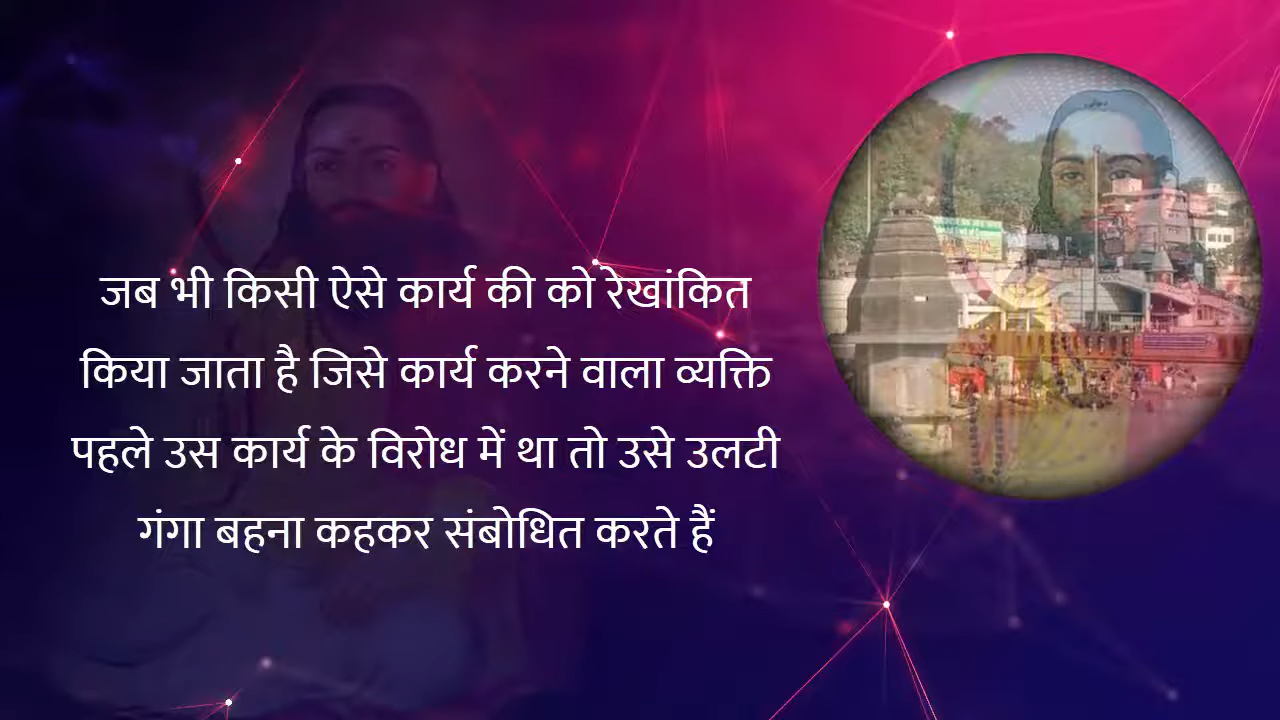 जब भी किसी ऐसे कार्य की को रेखांकित
किया जाता है जिसे कार्य करने वाला व्यक्ति
पहले उस कार्य के विरोध में था तो उसे उलटी
गंगा बहना कहकर संबोधित करते हैं